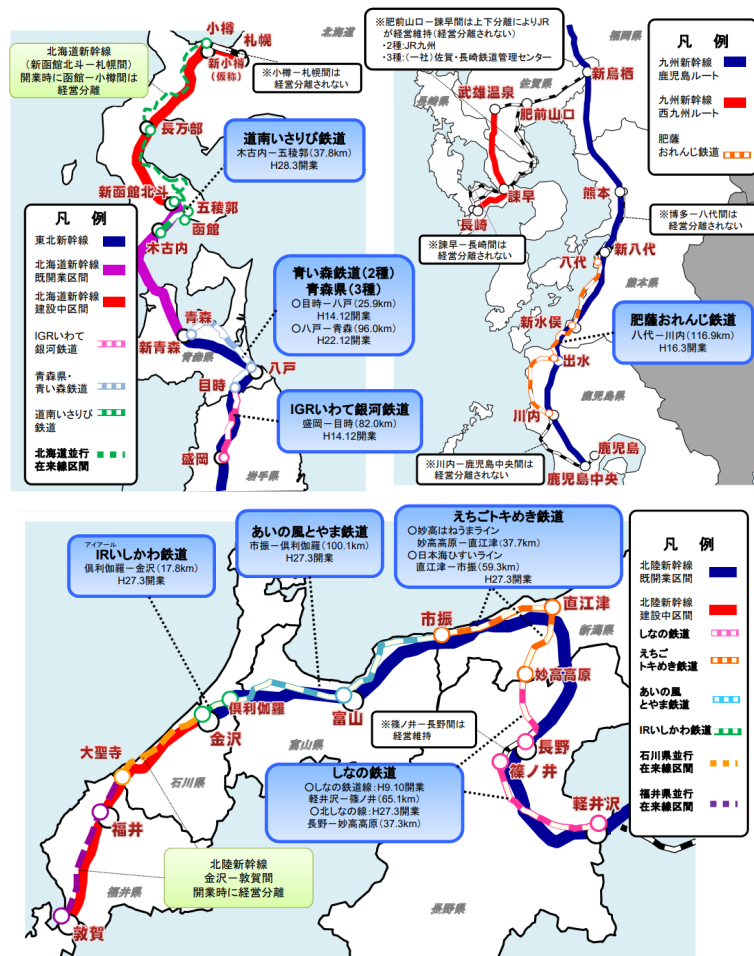 北海道
小樽
札幌
新小樽
(仮称)
北海道新幹線
(新函館北斗-札幌間)
開業時に函館-小樽間は
経営分離
※小樽-札幌間は
経営分離されない
長万部
道南いさりび鉄道
木古内-五稜郭(37.8km)
H28.3開業
新函館北斗
五稜郭
函館
木古内
凡 例
東北新幹線
北海道新幹線
既開業区間
北海道新幹線
建設中区間
IGRいわて
銀河鉄道
青森県・
青い森鉄道
道南いさりび
鉄道
北海道並行
在来線区間
青い森鉄道(2種)
青森県(3種)
○目時-八戸(25.9km)
H14.12開業
○八戸-青森(96.0km)
H22.12開業
青森
新青森
青森県
八戸
目時
IGRいわて銀河鉄道
盛岡-目時(82.0km)
H14.12開業
盛岡
岩手県
※肥前山口-諫早間は上下分離によりJR
が経営維持(経営分離されない)
・2種:JR九州
・3種:(一社)佐賀・長崎鉄道管理センター
福岡県
新鳥栖
佐賀県
長崎県
武雄温泉
肥前山口
諫早
長崎
※諫早-長崎間は
経営分離されない
凡 例
九州新幹線
鹿児島ルート
九州新幹線
西九州ルート
肥薩
おれんじ鉄道
熊本
※博多-八代間は
経営分離されない
八代
新八代
熊本県
新水俣
肥薩おれんじ鉄道
八代-川内(116.9km)
H16.3開業
出水
鹿児島県
川内
鹿児島
鹿児島中央
※川内-鹿児島中央間は
経営分離されない
アイアール
IRいしかわ鉄道
倶利伽羅-金沢(17.8km)
H27.3開業
あいの風とやま鉄道
市振-倶利伽羅(100.1km)
H27.3開業
えちごトキめき鉄道
○妙高はねうまライン
妙高高原-直江津(37.7km)
○日本海ひすいライン
直江津-市振(59.3km)
H27.3開業
凡 例
北陸新幹線
既開業区間
北陸新幹線
建設中区間
しなの鉄道
えちご
トキめき鉄道
あいの風
とやま鉄道
IRいしかわ鉄道
石川県並行
在来線区間
福井県並行
在来線区間
直江津
市振
新潟県
妙高高原
倶利伽羅
富山
金沢
富山県
※篠ノ井-長野間は
経営維持
長野
篠ノ井
大聖寺
石川県
しなの鉄道
○しなの鉄道線:H9.10開業
軽井沢-篠ノ井(65.1km)
○北しなの線:H27.3開業
長野-妙高高原(37.3km)
軽井沢
福井
北陸新幹線
金沢-敦賀間
開業時に経営分離
福井県
敦賀
長野県